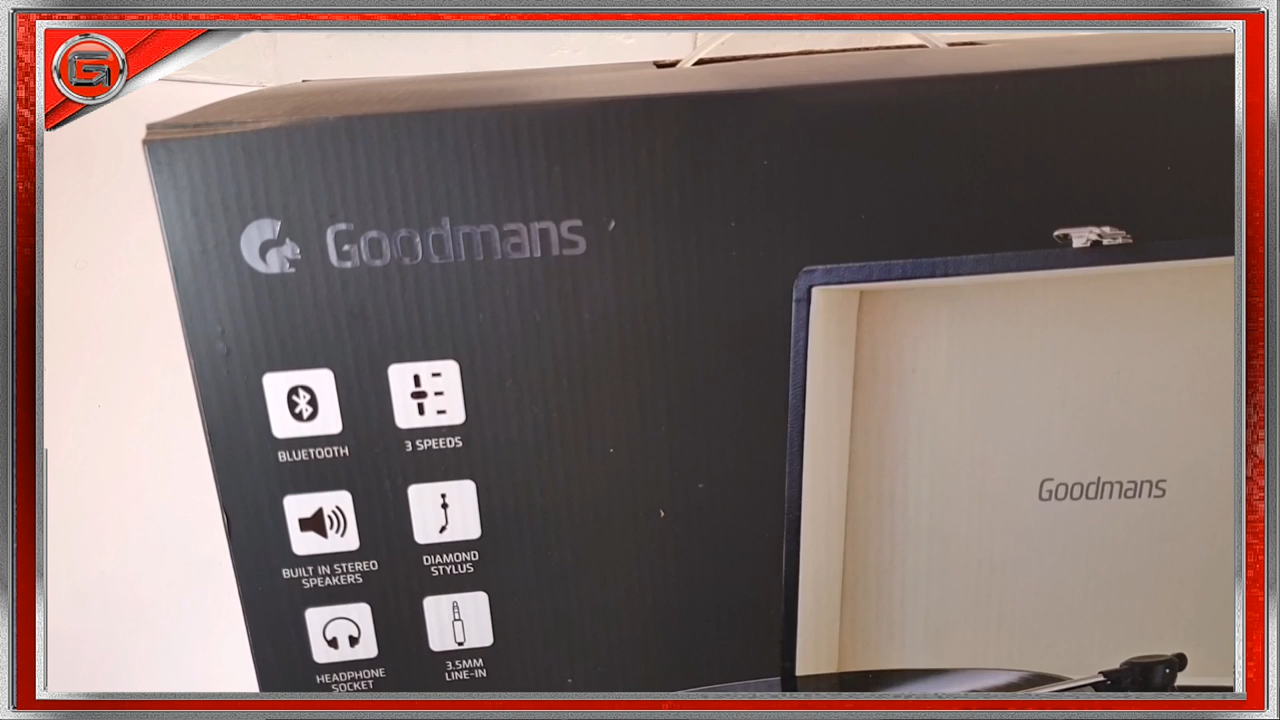 G
Goodmans
BLUETOOTH
3 SPEEDS
BUILT IN STEREO
SPEAKERS
DIAMOND
STYLUS
HEADPHONE
SOCKET
3.5MM
LINE-IN
Goodmans